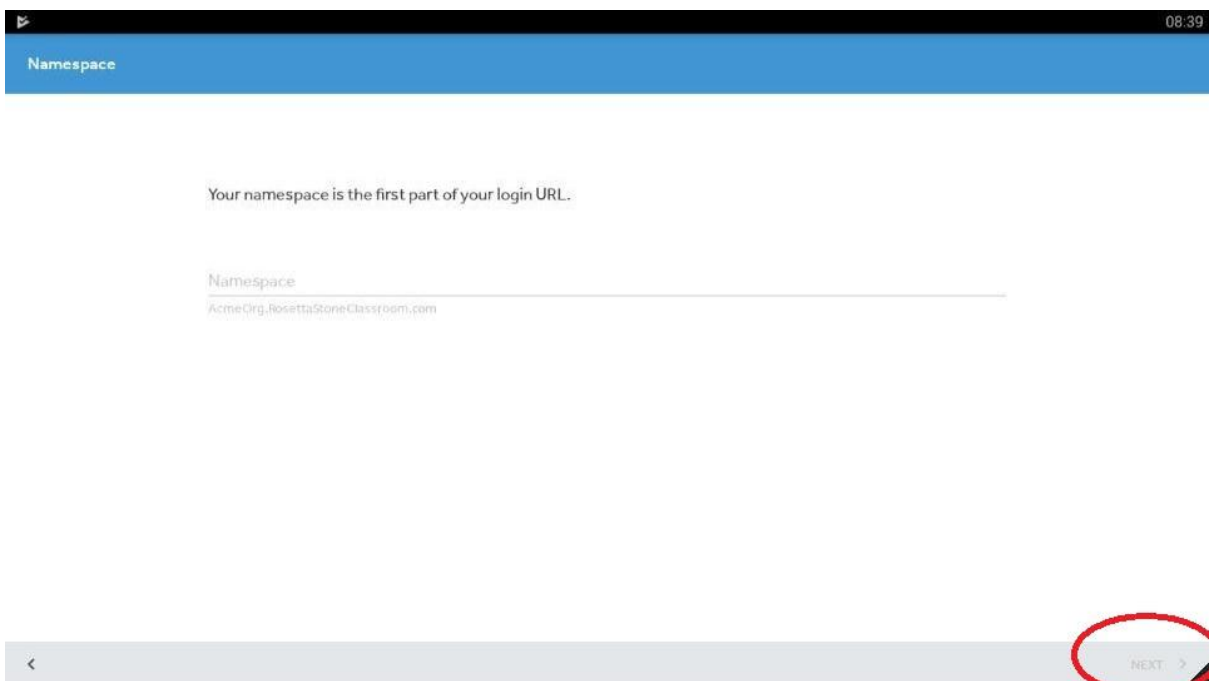 08:39
Namespace
Your namespace is the first part of your login URL.
Namespace
AcmeOrg.RosettaStoneClassroom.com
NEXT